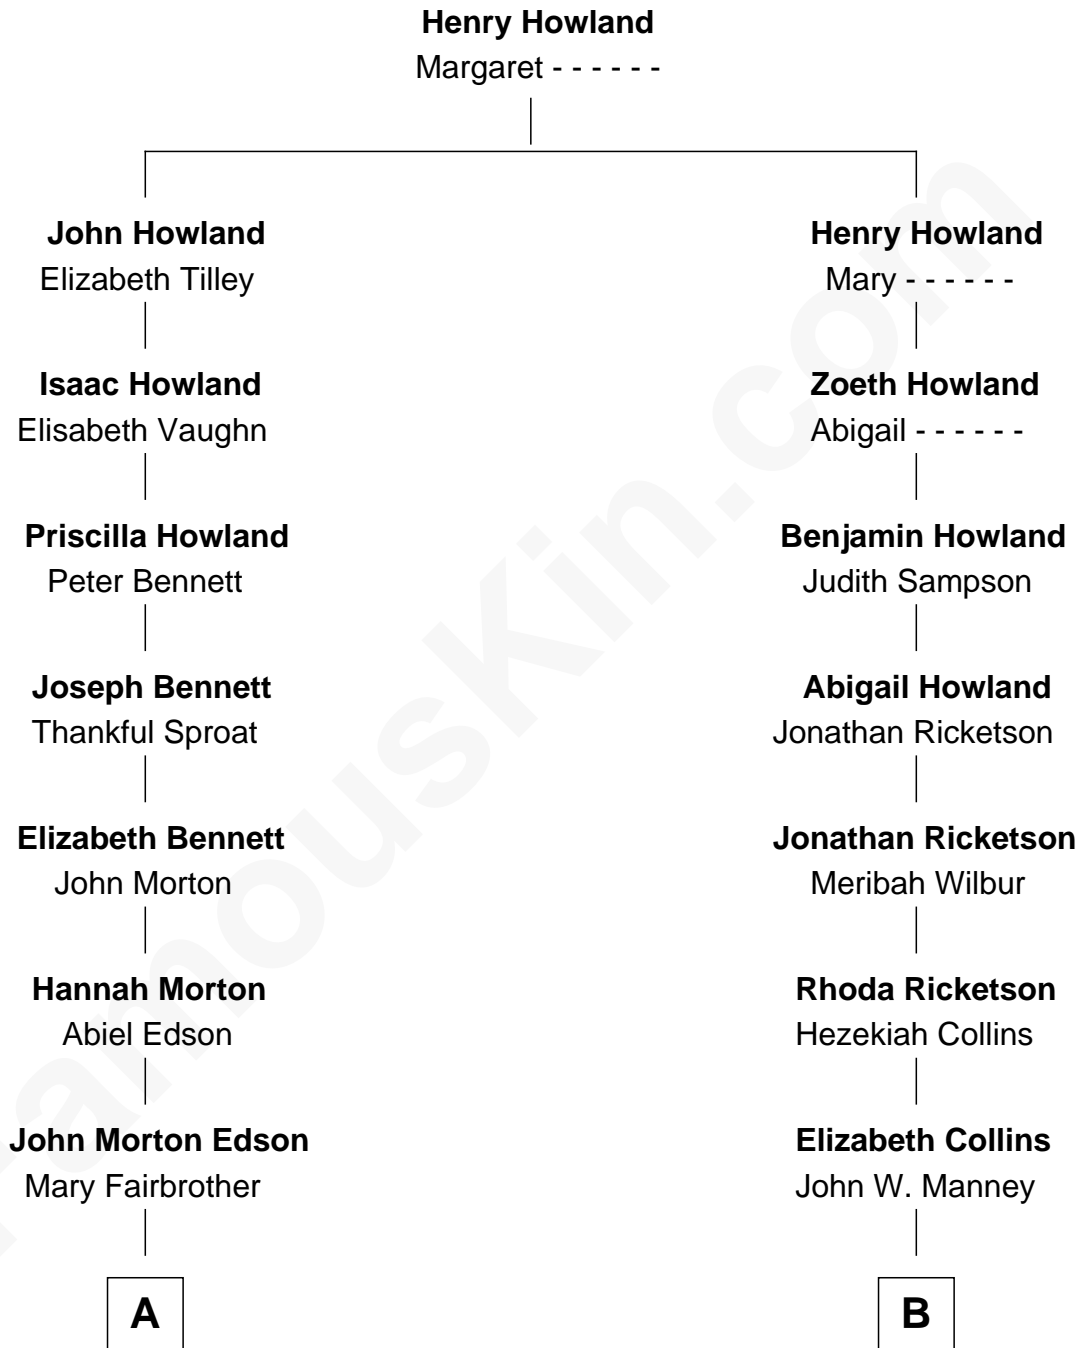 Henry Howland
Margaret - - - - - -
John Howland
Elizabeth Tilley
Henry Howland
Mary - - - - - -
Isaac Howland
Elisabeth Vaughn
Zoeth Howland
Abigail - - - - - -
Priscilla Howland
Peter Bennett
Benjamin Howland
Judith Sampson
Joseph Bennett
Thankful Sproat
Abigail Howland
Jonathan Ricketson
Elizabeth Bennett
John Morton
Jonathan Ricketson
Meribah Wilbur
Hannah Morton
Abiel Edson
Rhoda Ricketson
Hezekiah Collins
John Morton Edson
Mary Fairbrother
Elizabeth Collins
John W. Manney
A
B
FamousKin.com